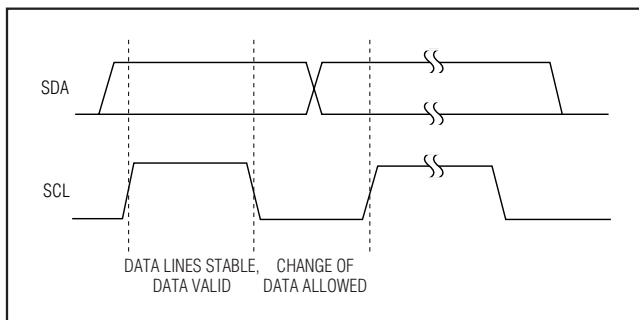 SDA
SCL
DATA LINES STABLE,
DATA VALID
CHANGE OF
DATA ALLOWED